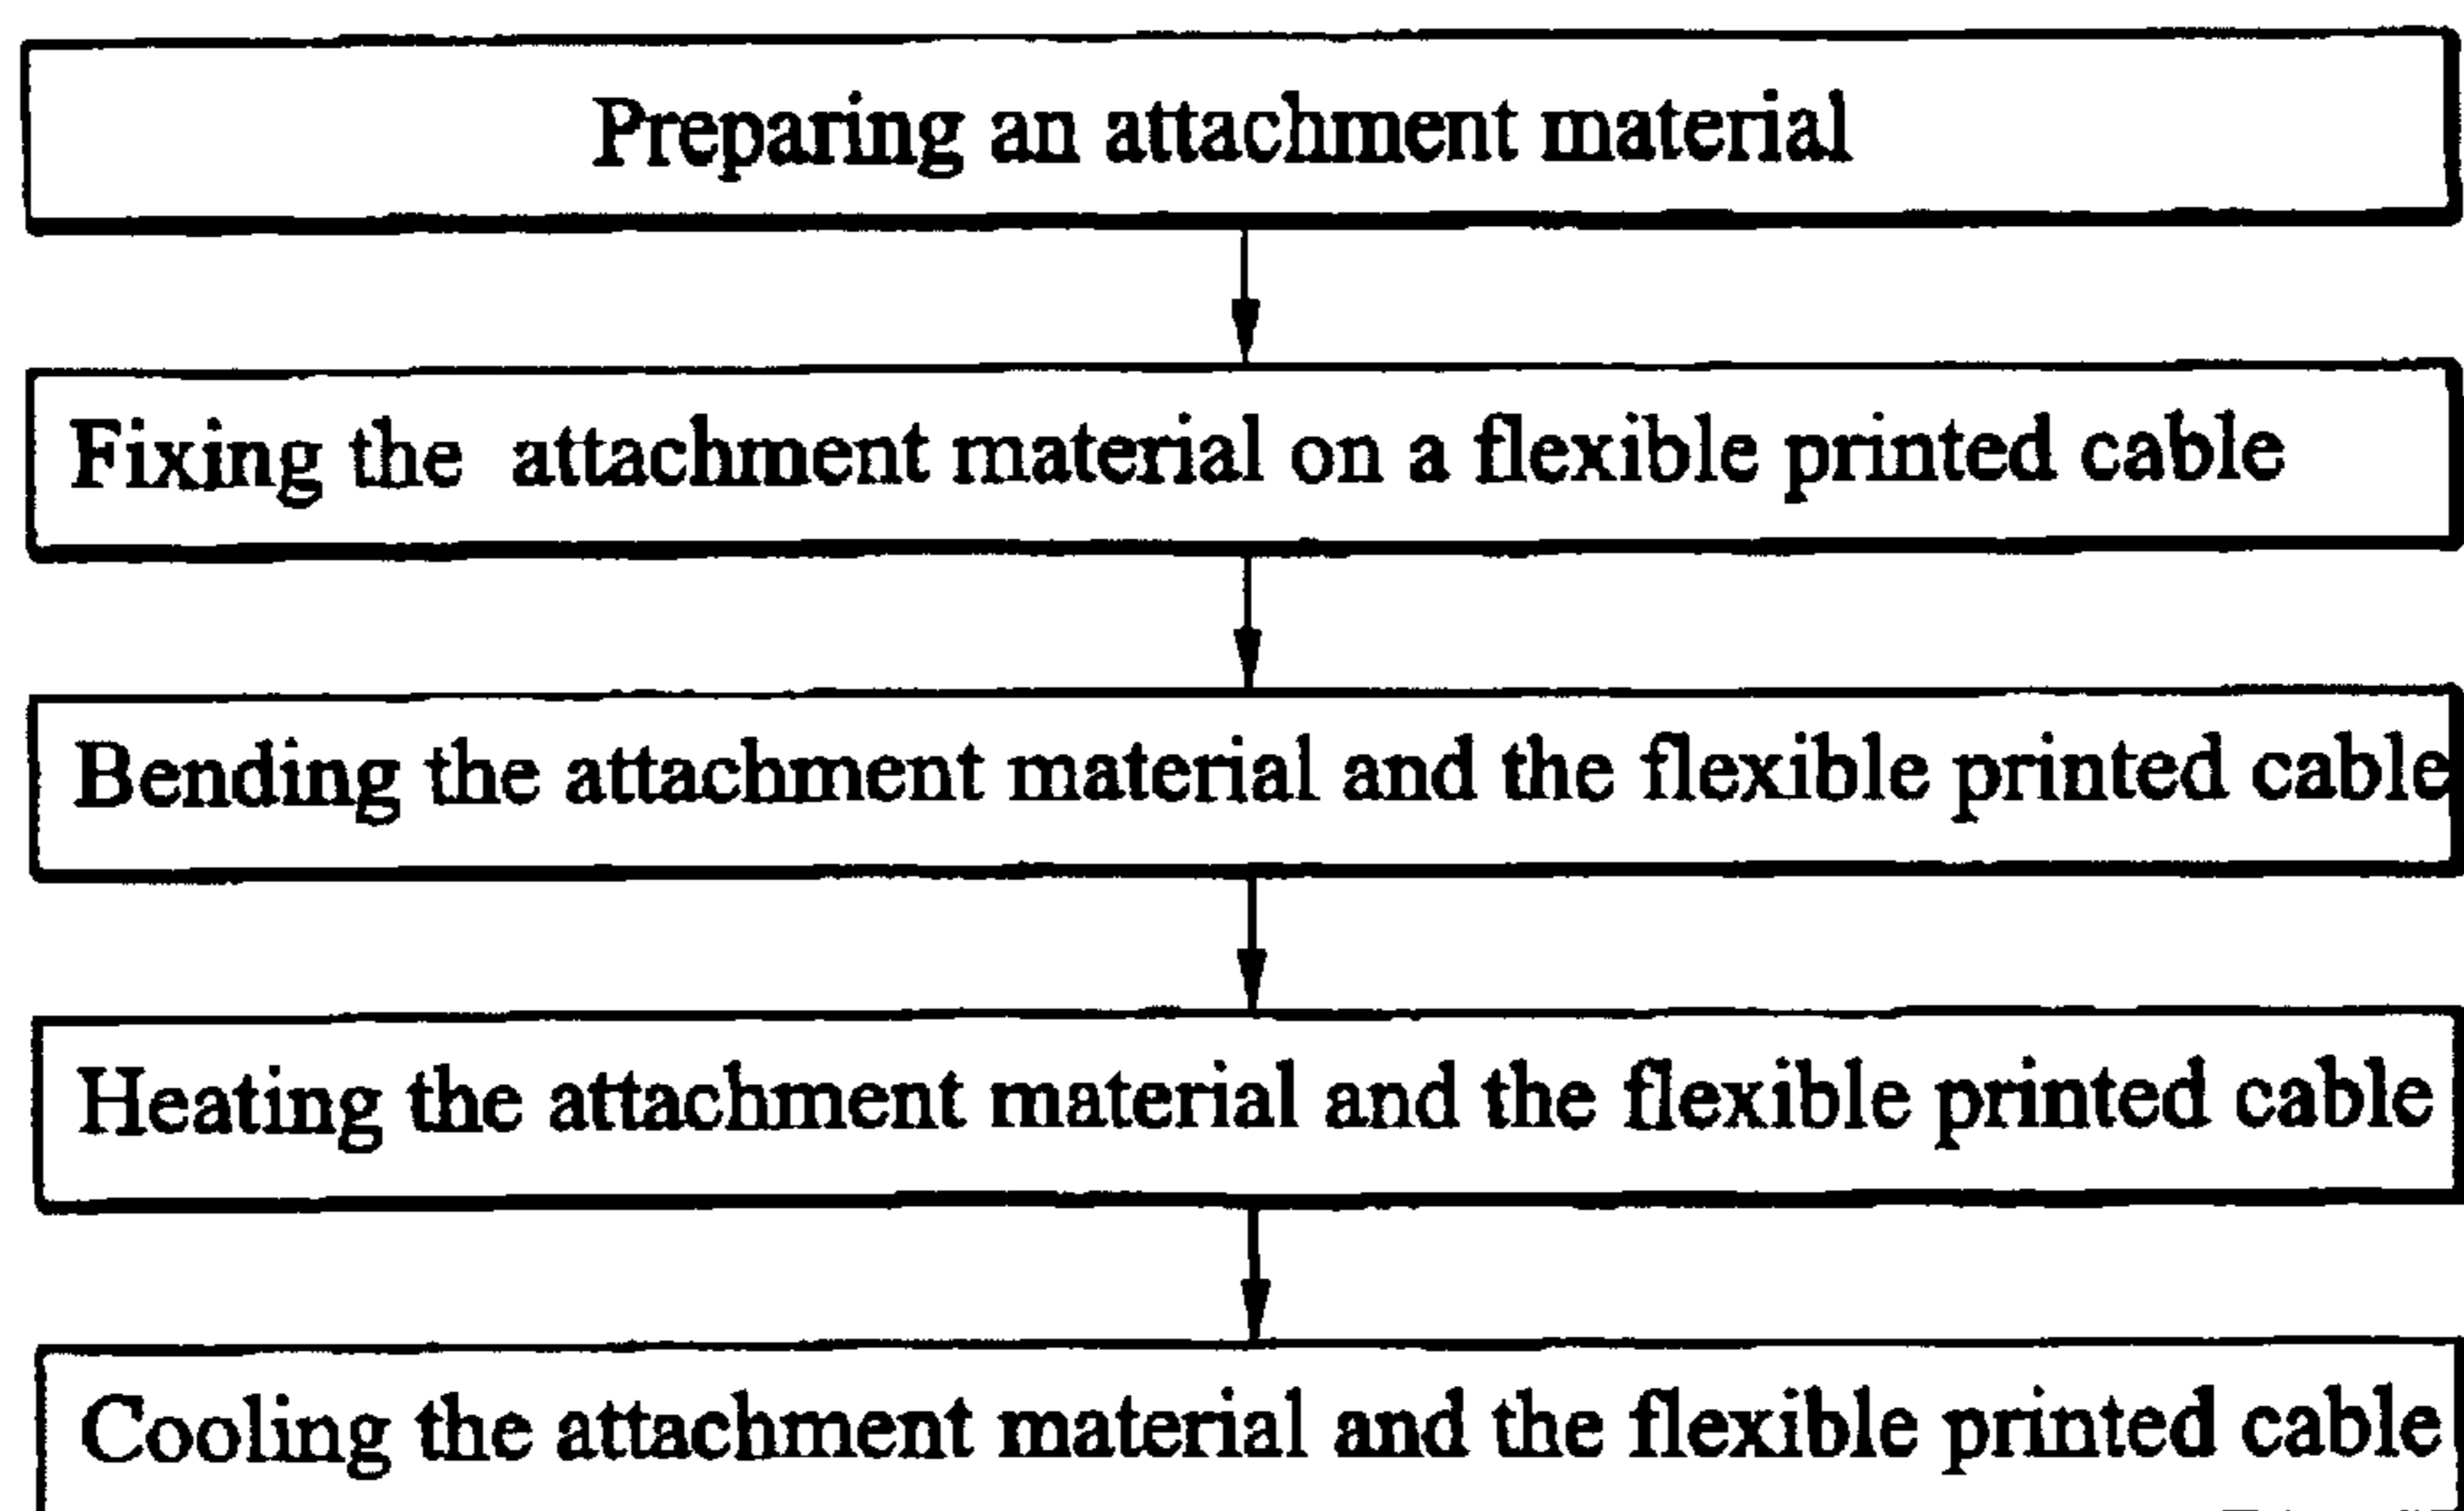 Preparing an attachment material
Fixing the attachment material on a flexible printed cable
Bending the attachment material and the flexible printed cable
Heating the attachment material and the flexible printed cable
Cooling the attachment material and the flexible printed cable